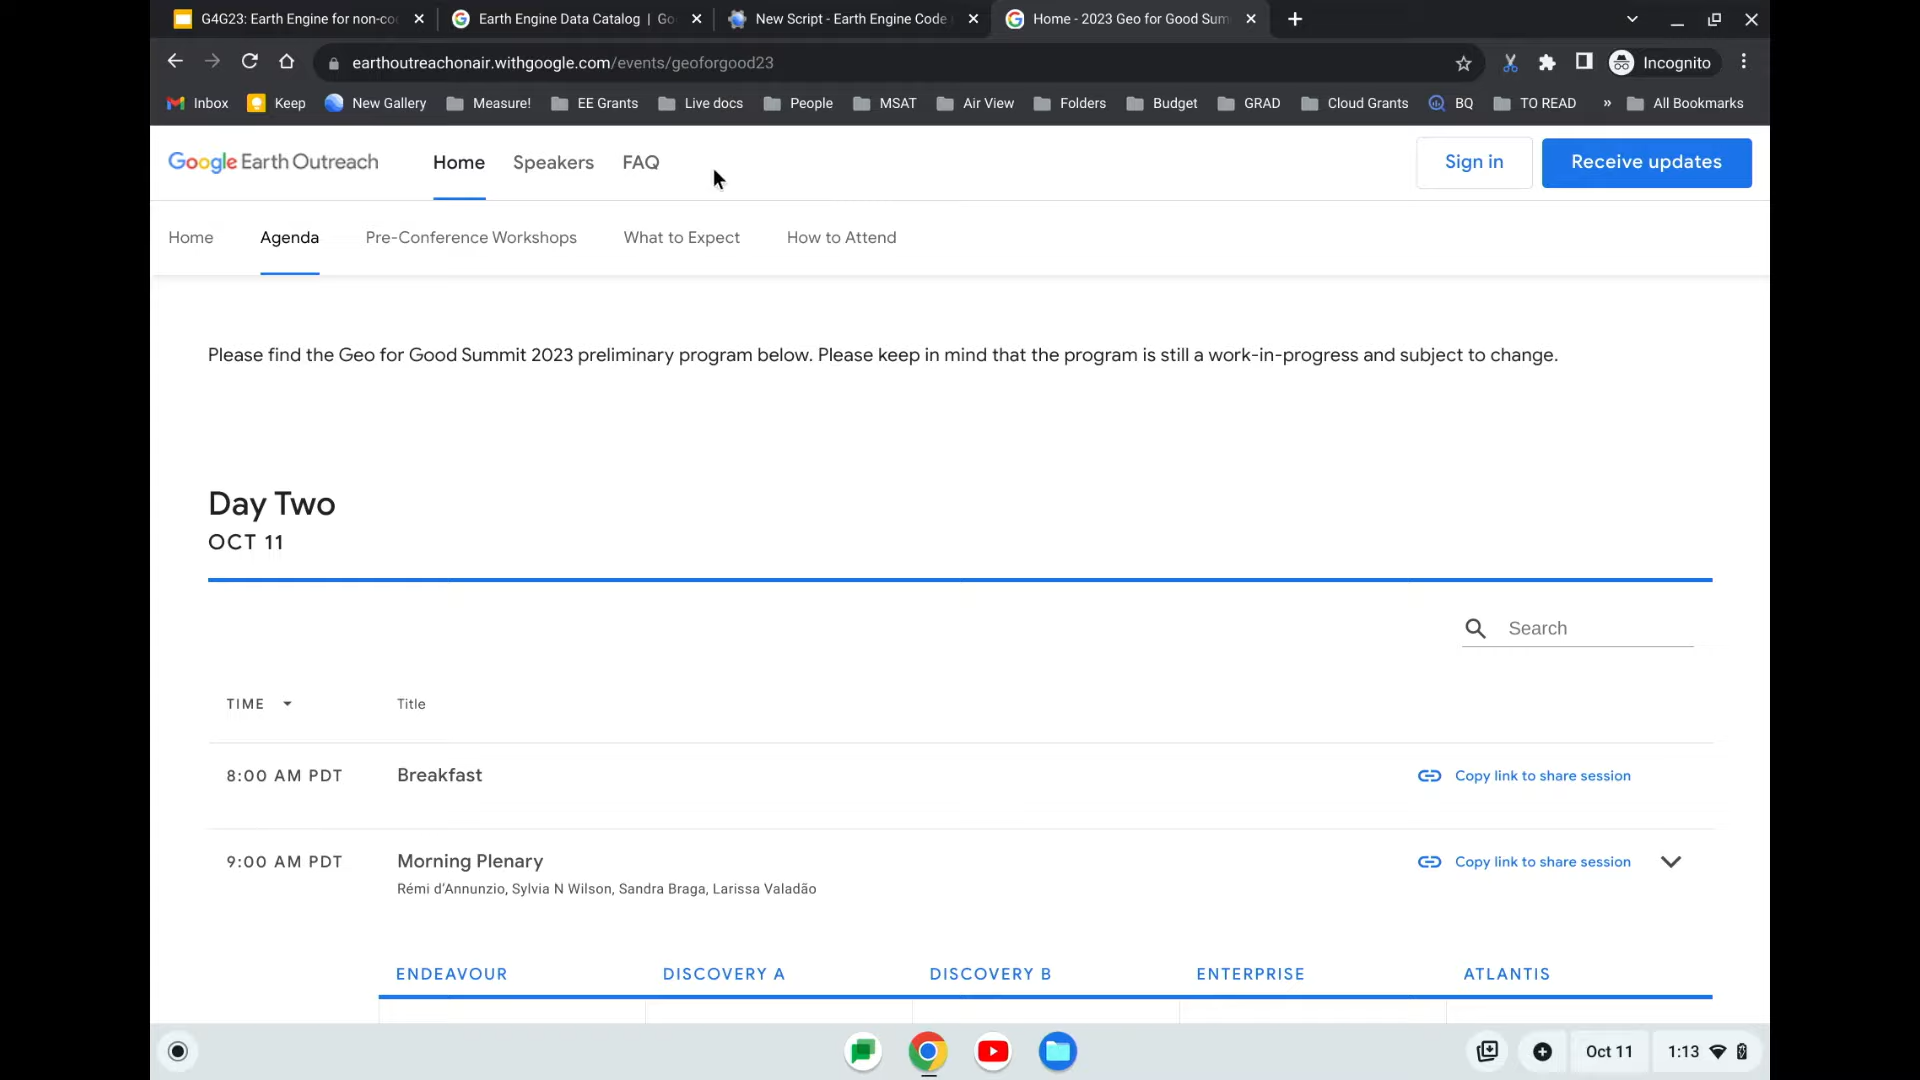 G4G23: Earth Engine for non-co
Earth Engine Data Catalog | Go
New Script - Earth Engine Code
Home - 2023 Geo for Good Sum
earthoutreachonair.withgoogle.com/events/geoforgood23
Incognito
Inbox
Keep
New Gallery
Measure!
EE Grants
Live docs
People
MSAT
Air View
Folders
Budget
GRAD
Cloud Grants
BQ
TO READ
»
All Bookmarks
Google Earth Outreach
Home
Speakers
FAQ
Sign in
Receive updates
Home
Agenda
Pre-Conference Workshops
What to Expect
How to Attend
Please find the Geo for Good Summit 2023 preliminary program below. Please keep in mind that the program is still a work-in-progress and subject to change.
Day Two
OCT 11
Search
TIME
Title
8:00 AM PDT
Breakfast
Copy link to share session
9:00 AM PDT
Morning Plenary
Copy link to share session
Rémi d'Annunzio, Sylvia N Wilson, Sandra Braga, Larissa Valadão
ENDEAVOUR
DISCOVERY A
DISCOVERY B
ENTERPRISE
ATLANTIS
Oct 11
1:13